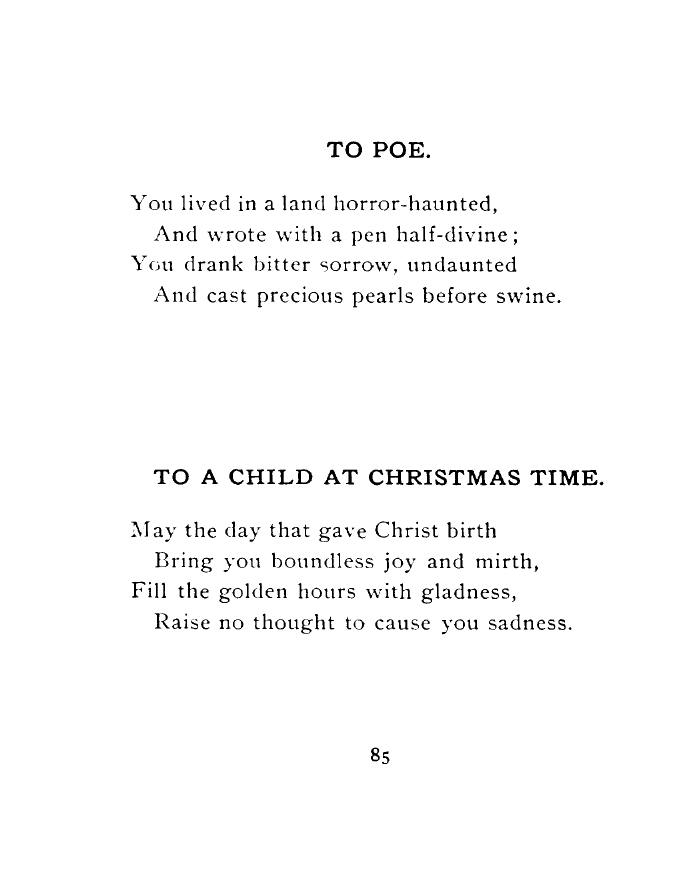 TO POE.
You lived in a land horror-haunted,
And wrote with a pen half-divine;
You drank bitter sorrow, undaunted
And cast precious pearls before swine.
TO A CHILD AT CHRISTMAS TIME.
May the day that gave Christ birth
Bring you boundless joy and mirth,
Fill the golden hours with gladness,
Raise no thought to cause you sadness.
85